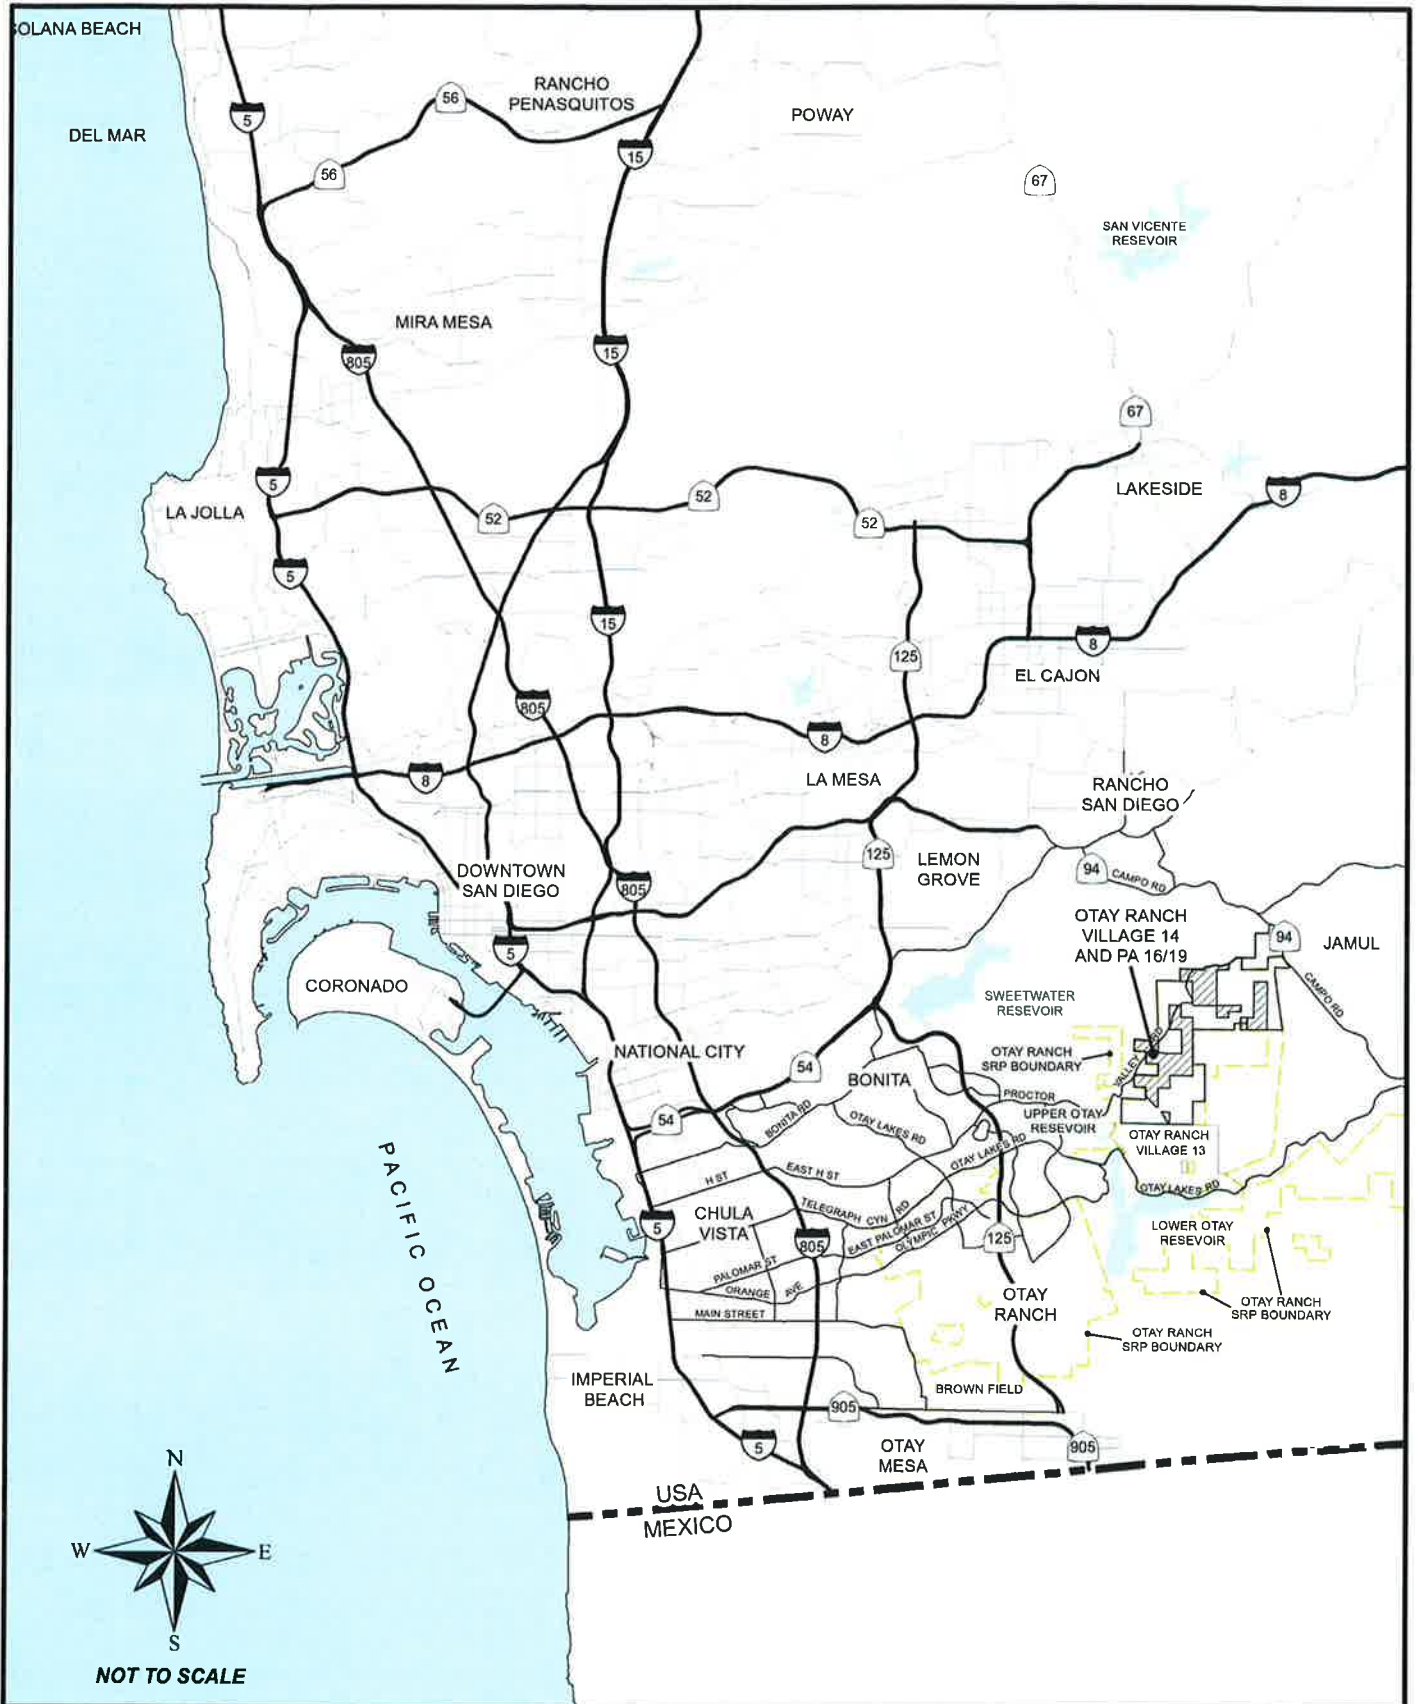 SOLANA BEACH
DEL MAR
5
56
56
RANCHO
PENASQUITOS
15
POWAY
67
SAN VICENTE
RESEVOIR
MIRA MESA
805
15
67
LAKESIDE
8
5
LA JOLLA
52
52
52
5
15
125
8
EL CAJON
805
8
8
LA MESA
RANCHO
SAN DIEGO
125
LEMON
GROVE
94
CAMPO RD
DOWNTOWN
SAN DIEGO
805
5
OTAY RANCH
VILLAGE 14
AND PA 16/19
94
JAMUL
CAMPO RD
CORONADO
SWEETWATER
RESEVOIR
NATIONAL CITY
54
BONITA
OTAY RANCH
SRP BOUNDARY
VALLEY RD
PROCTOR
54
BONITA RD
OTAY LAKES RD
UPPER OTAY
RESEVOIR
OTAY RANCH
VILLAGE 13
H ST
EAST H ST
OTAY LAKES RD
OTAY LAKES RD
PACIFIC OCEAN
5
CHULA
VISTA
TELEGRAPH CYN RD
805
EAST PALOMAR ST
OLYMPIC PKWY
125
LOWER OTAY
RESEVOIR
PALOMAR ST
ORANGE AVE
MAIN STREET
OTAY
RANCH
OTAY RANCH
SRP BOUNDARY
OTAY RANCH
SRP BOUNDARY
IMPERIAL
BEACH
BROWN FIELD
905
5
OTAY
MESA
905
USA
MEXICO
N
W
E
S
NOT TO SCALE